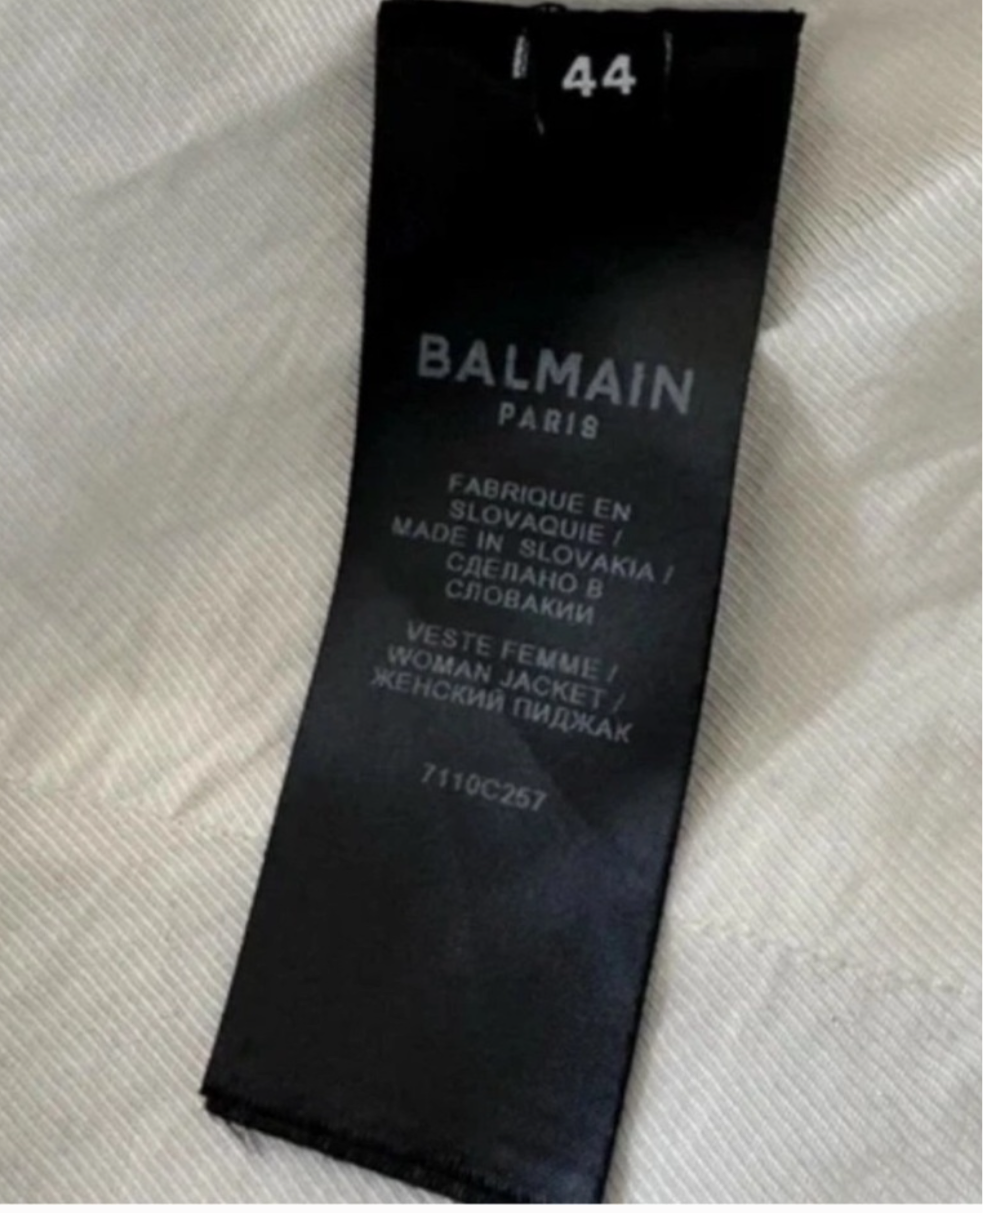 44
BALMAIN
PARIS
FABRIQUE EN
SLOVAQUIE /
MADE IN SLOVAKIA /
СДЕЛАНО В
СЛОВАКИИ
VESTE FEMME /
WOMAN JACKET /
ЖЕНСКИЙ ПИДЖАК
7110C257